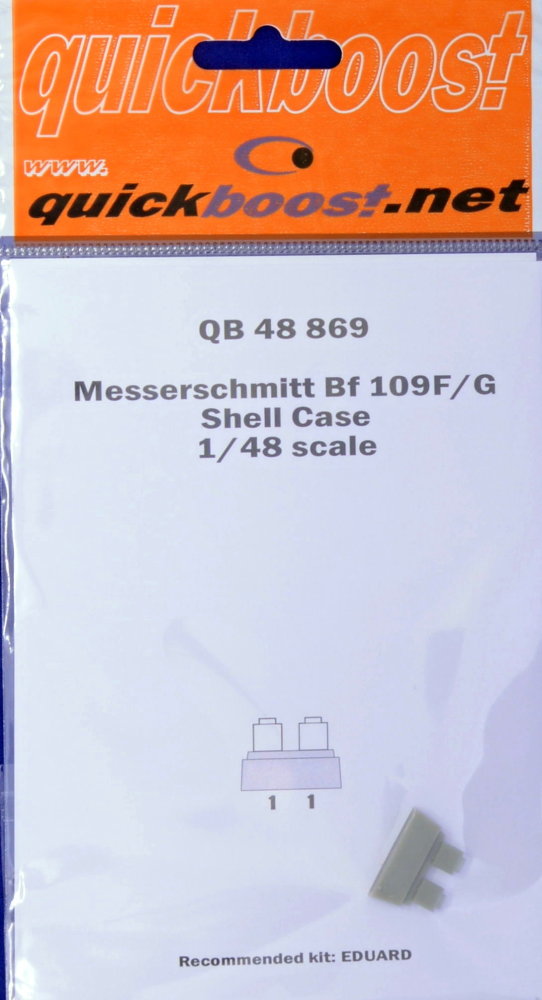 quickboost
www.
quickboost.net
QB 48 869
Messerschmitt Bf 109F/G
Shell Case
1/48 scale
1 1
Recommended kit: EDUARD